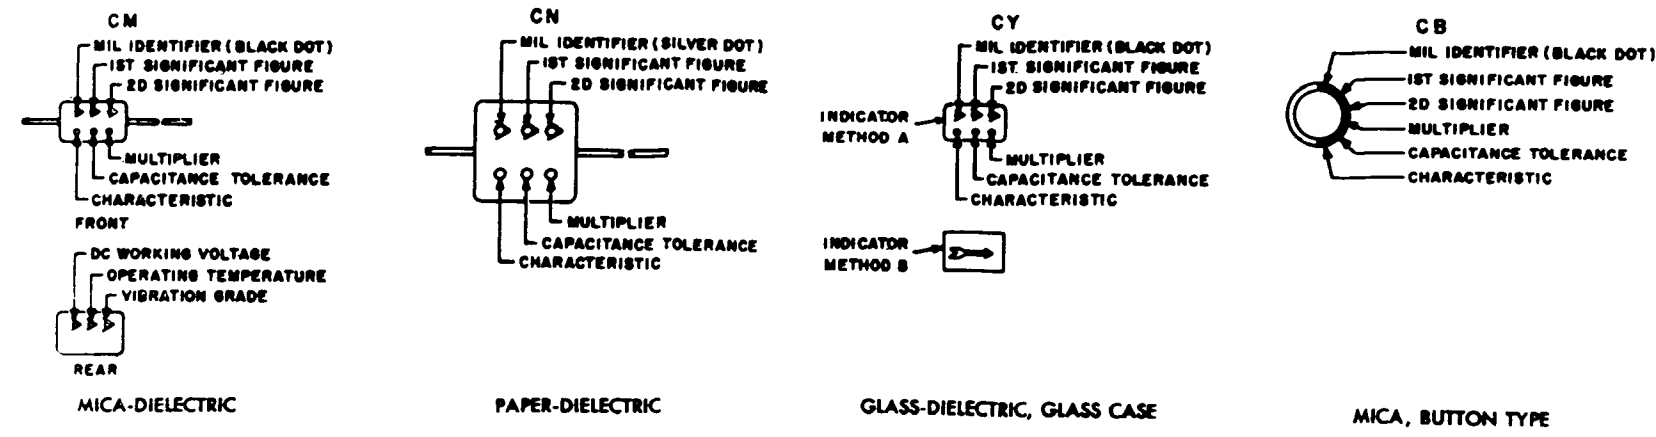 CM
MIL IDENTIFIER (BLACK DOT)
1ST SIGNIFICANT FIGURE
2D SIGNIFICANT FIGURE
MULTIPLIER
CAPACITANCE TOLERANCE
CHARACTERISTIC
FRONT
DC WORKING VOLTAGE
OPERATING TEMPERATURE
VIBRATION GRADE
REAR
MICA-DIELECTRIC
CN
MIL IDENTIFIER (SILVER DOT)
1ST SIGNIFICANT FIGURE
2D SIGNIFICANT FIGURE
MULTIPLIER
CAPACITANCE TOLERANCE
CHARACTERISTIC
PAPER-DIELECTRIC
CY
MIL IDENTIFIER (BLACK DOT)
1ST SIGNIFICANT FIGURE
2D SIGNIFICANT FIGURE
INDICATOR
METHOD A
MULTIPLIER
CAPACITANCE TOLERANCE
CHARACTERISTIC
INDICATOR
METHOD B
GLASS-DIELECTRIC, GLASS CASE
CB
MIL IDENTIFIER (BLACK DOT)
1ST SIGNIFICANT FIGURE
2D SIGNIFICANT FIGURE
MULTIPLIER
CAPACITANCE TOLERANCE
CHARACTERISTIC
MICA, BUTTON TYPE